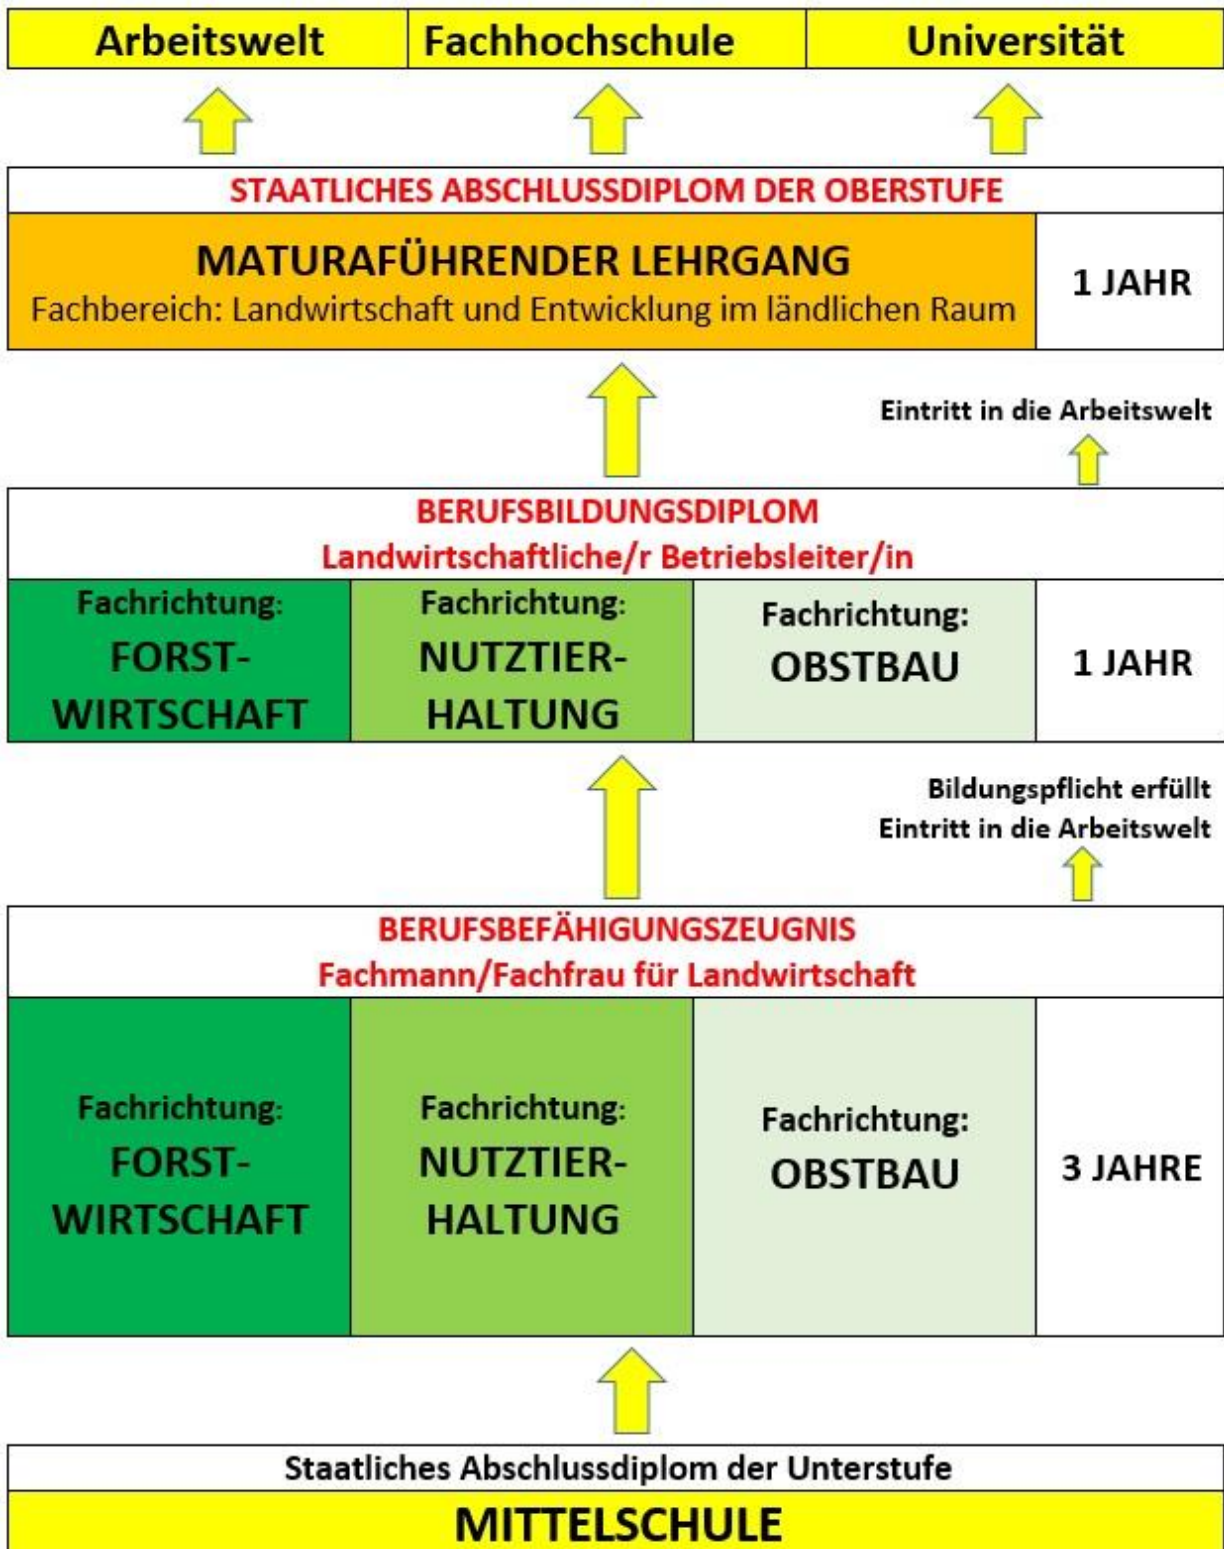 Arbeitswelt Fachhochschule Universität
STAATLICHES ABSCHLUSSDIPLOM DER OBERSTUFE
MATURAFÜHRENDER LEHRGANG
Fachbereich: Landwirtschaft und Entwicklung im ländlichen Raum
1 JAHR
Eintritt in die Arbeitswelt
BERUFSBILDUNGSDIPLOM
Landwirtschaftliche/r Betriebsleiter/in
Fachrichtung:
FORST-
WIRTSCHAFT
Fachrichtung:
NUTZTIER-
HALTUNG
Fachrichtung:
OBSTBAU
1 JAHR
Bildungspflicht erfüllt
Eintritt in die Arbeitswelt
BERUFSBEFÄHIGUNGSZEUGNIS
Fachmann/Fachfrau für Landwirtschaft
Fachrichtung:
FORST-
WIRTSCHAFT
Fachrichtung:
NUTZTIER-
HALTUNG
Fachrichtung:
OBSTBAU
3 JAHRE
Staatliches Abschlussdiplom der Unterstufe
MITTELSCHULE